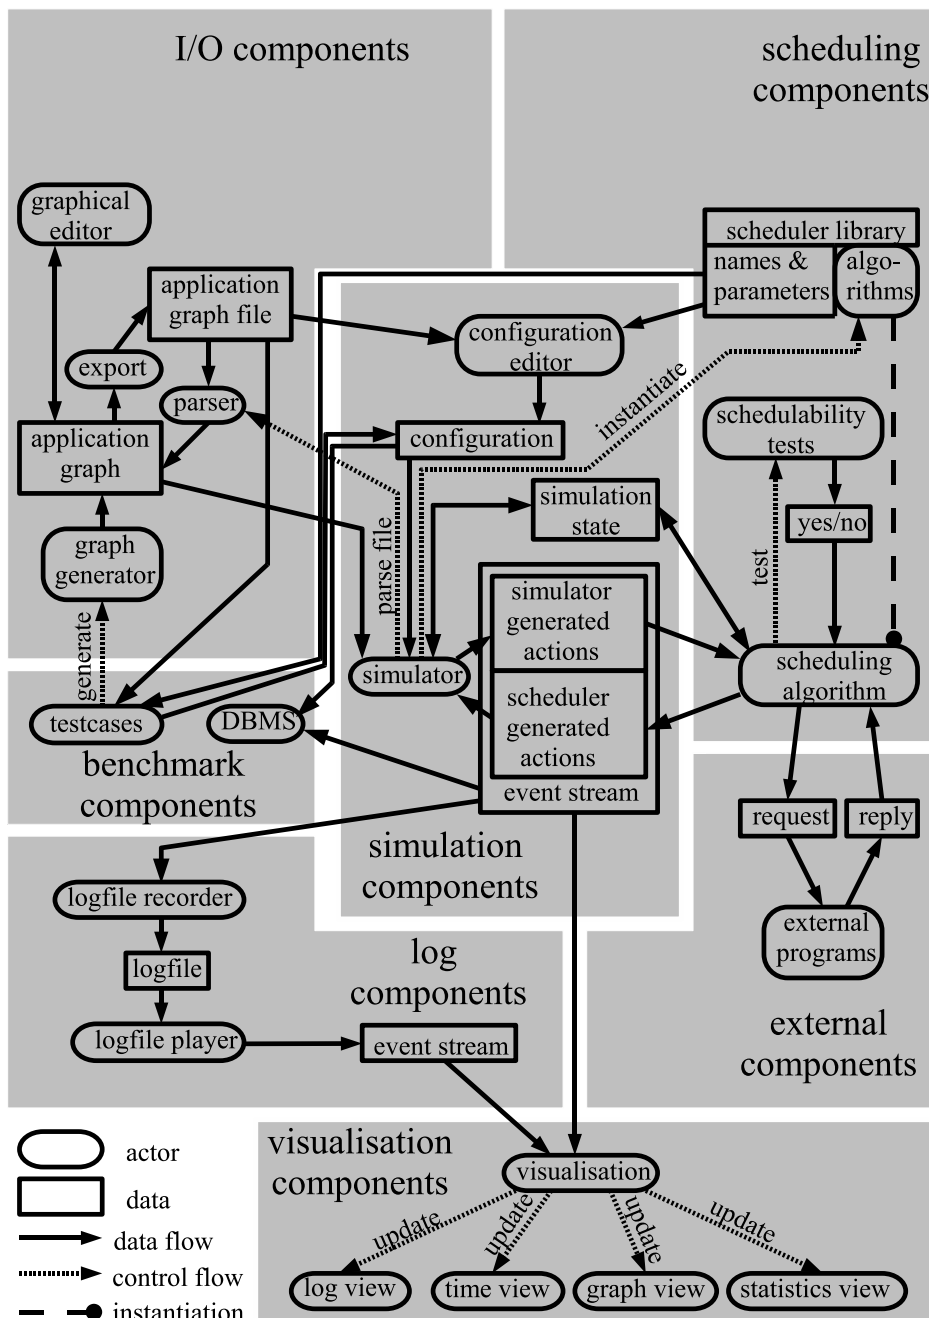 I/O components
scheduling
components
graphical
editor
scheduler library
names &
parameters
algo-
rithms
application
graph file
configuration
editor
export
parser
instantiate
schedulability
tests
application
graph
configuration
simulation
state
yes/no
graph
generator
parse file
test
simulator
generated
actions
generate
simulator
scheduling
algorithm
scheduler
generated
actions
testcases
DBMS
event stream
benchmark
components
request
reply
simulation
components
logfile recorder
external
programs
logfile
log
components
logfile player
event stream
external
components
actor
data
data flow
control flow
instantiation
visualisation
components
visualisation
update
update
update
update
log view
time view
graph view
statistics view